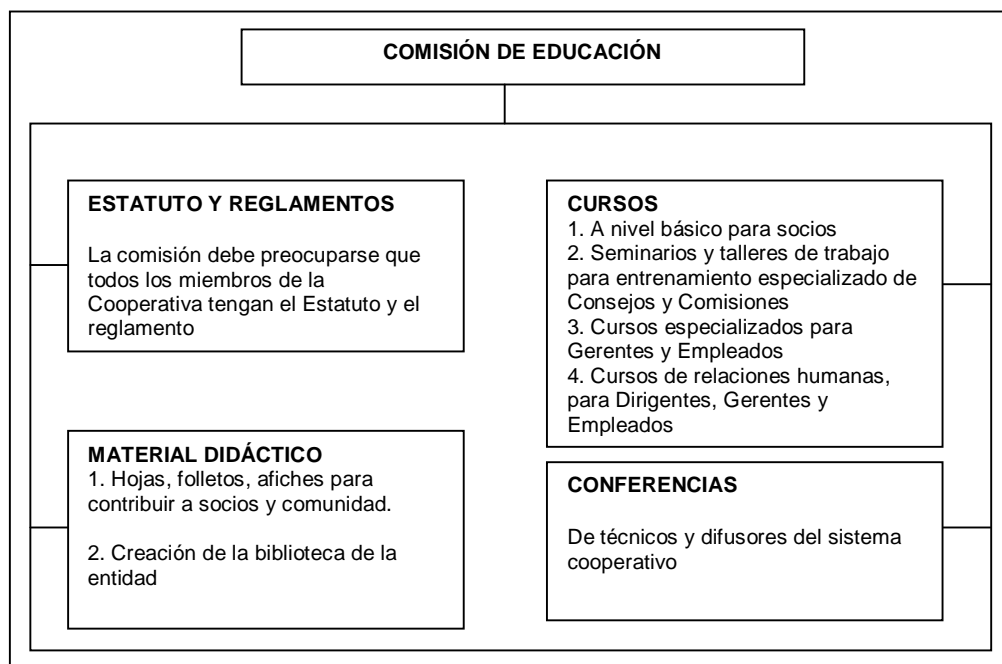 COMISIÓN DE EDUCACIÓN
ESTATUTO Y REGLAMENTOS
La comisión debe preocuparse que
todos los miembros de la
Cooperativa tengan el Estatuto y el
reglamento
MATERIAL DIDÁCTICO
1. Hojas, folletos, afiches para
contribuir a socios y comunidad.
2. Creación de la biblioteca de la
entidad
CURSOS
1. A nivel básico para socios
2. Seminarios y talleres de trabajo
para entrenamiento especializado de
Consejos y Comisiones
3. Cursos especializados para
Gerentes y Empleados
4. Cursos de relaciones humanas,
para Dirigentes, Gerentes y
Empleados
CONFERENCIAS
De técnicos y difusores del sistema
cooperativo